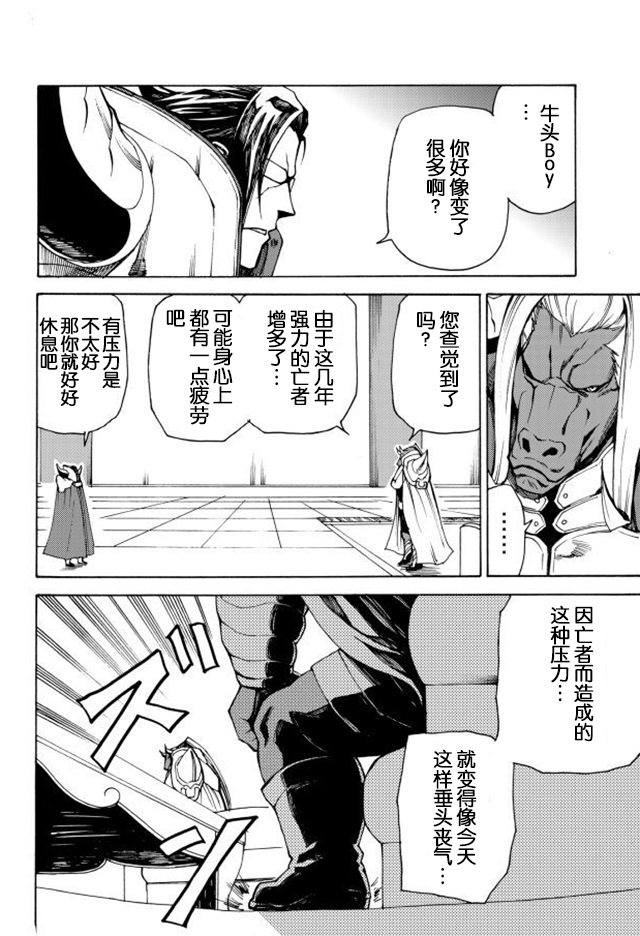 牛头Boy
…
你好像变了
很多啊？
……
您查觉到了
吗？
由于这几年
强力的亡者
增多了…
可能身心上
都有一点疲劳
吧
有压力是
不太好
那你就好好
休息吧
因亡者而造成的
这种压力…
就变得像今天
这样垂头丧气…
ズズッ